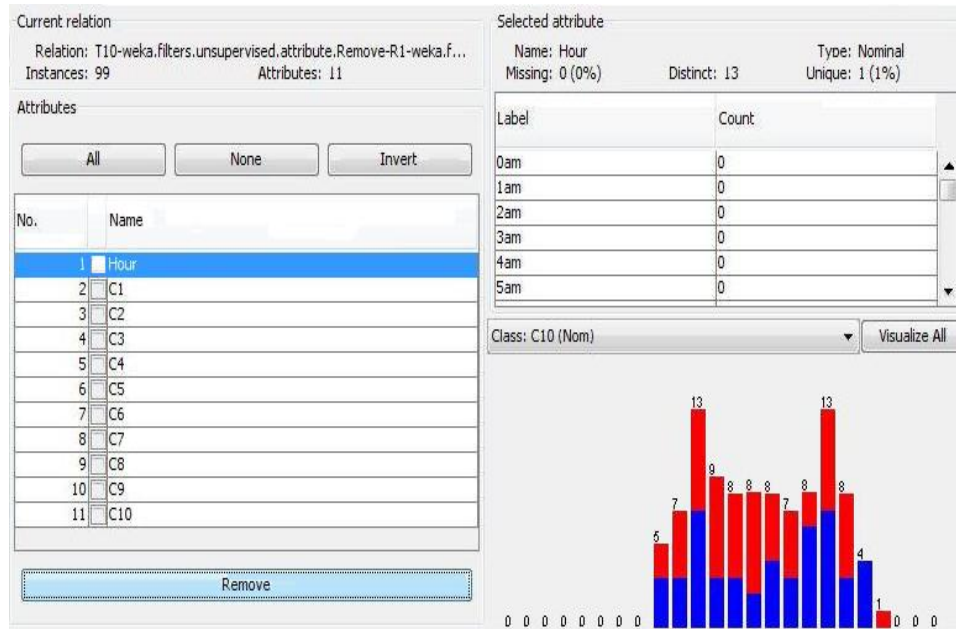 Current relation
Relation: T10-weka.filters.unsupervised.attribute.Remove-R1-weka.f...
Instances: 99 Attributes: 11
Attributes
All None Invert
No. Name
1 Hour
2 C1
3 C2
4 C3
5 C4
6 C5
7 C6
8 C7
9 C8
10 C9
11 C10
Remove
Selected attribute
Name: Hour Type: Nominal
Missing: 0 (0%) Distinct: 13 Unique: 1 (1%)
Label Count
0am 0
1am 0
2am 0
3am 0
4am 0
5am 0
Class: C10 (Nom) Visualize All
0 0 0 0 0 0 0 0 5 7 13 9 8 8 8 7 8 13 8 4 1 0 0 0